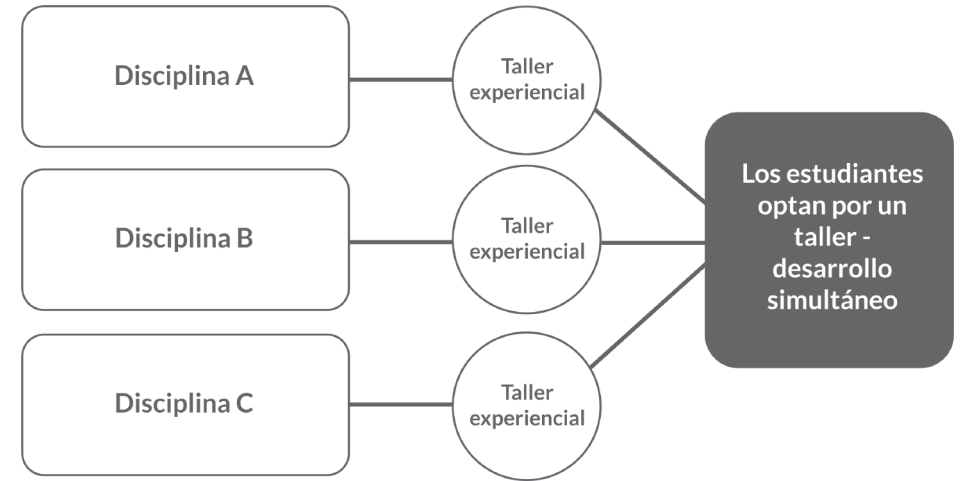 Disciplina A
Taller
experiencial
Disciplina B
Taller
experiencial
Disciplina C
Taller
experiencial
Los estudiantes
optan por un
taller -
desarrollo
simultáneo